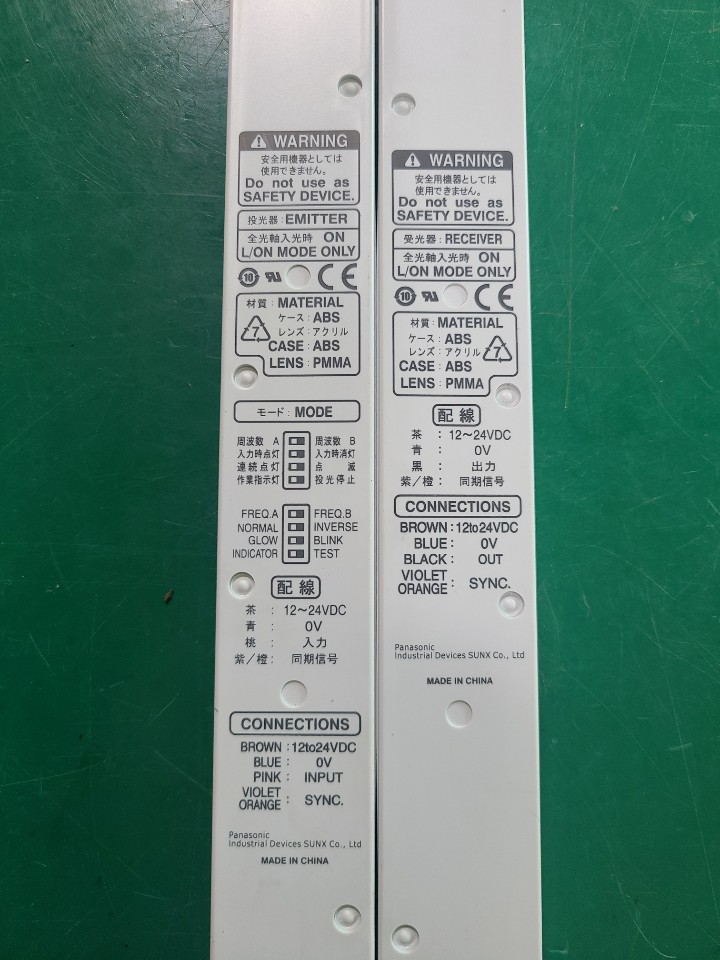 WARNING
安全用機器としては
使用できません。
Do not use as
SAFETY DEVICE.
投光器 : EMITTER
全光軸入光時 ON
L/ON MODE ONLY
10 CE
材質 : MATERIAL
ケース : ABS
レンズ : アクリル
7
CASE : ABS
LENS : PMMA
モード : MODE
周波数 A 周波数 B
入力時点灯 入力時消灯
連続点灯 点 滅
作業指示灯 投光停止
FREQ.A FREQ.B
NORMAL INVERSE
GLOW BLINK
INDICATOR TEST
配線
茶 : 12~24VDC
青 : 0V
桃 : 入力
紫/橙 : 同期信号
CONNECTIONS
BROWN : 12to24VDC
BLUE : 0V
PINK : INPUT
VIOLET
ORANGE : SYNC.
Panasonic
Industrial Devices SUNX Co., Ltd
MADE IN CHINA
WARNING
安全用機器としては
使用できません。
Do not use as
SAFETY DEVICE.
受光器 : RECEIVER
全光軸入光時 ON
L/ON MODE ONLY
10 CE
材質 : MATERIAL
ケース : ABS
レンズ : アクリル
7
CASE : ABS
LENS : PMMA
配線
茶 : 12~24VDC
青 : 0V
黒 : 出力
紫/橙 : 同期信号
CONNECTIONS
BROWN : 12to24VDC
BLUE : 0V
BLACK : OUT
VIOLET
ORANGE : SYNC.
Panasonic
Industrial Devices SUNX Co., Ltd
MADE IN CHINA